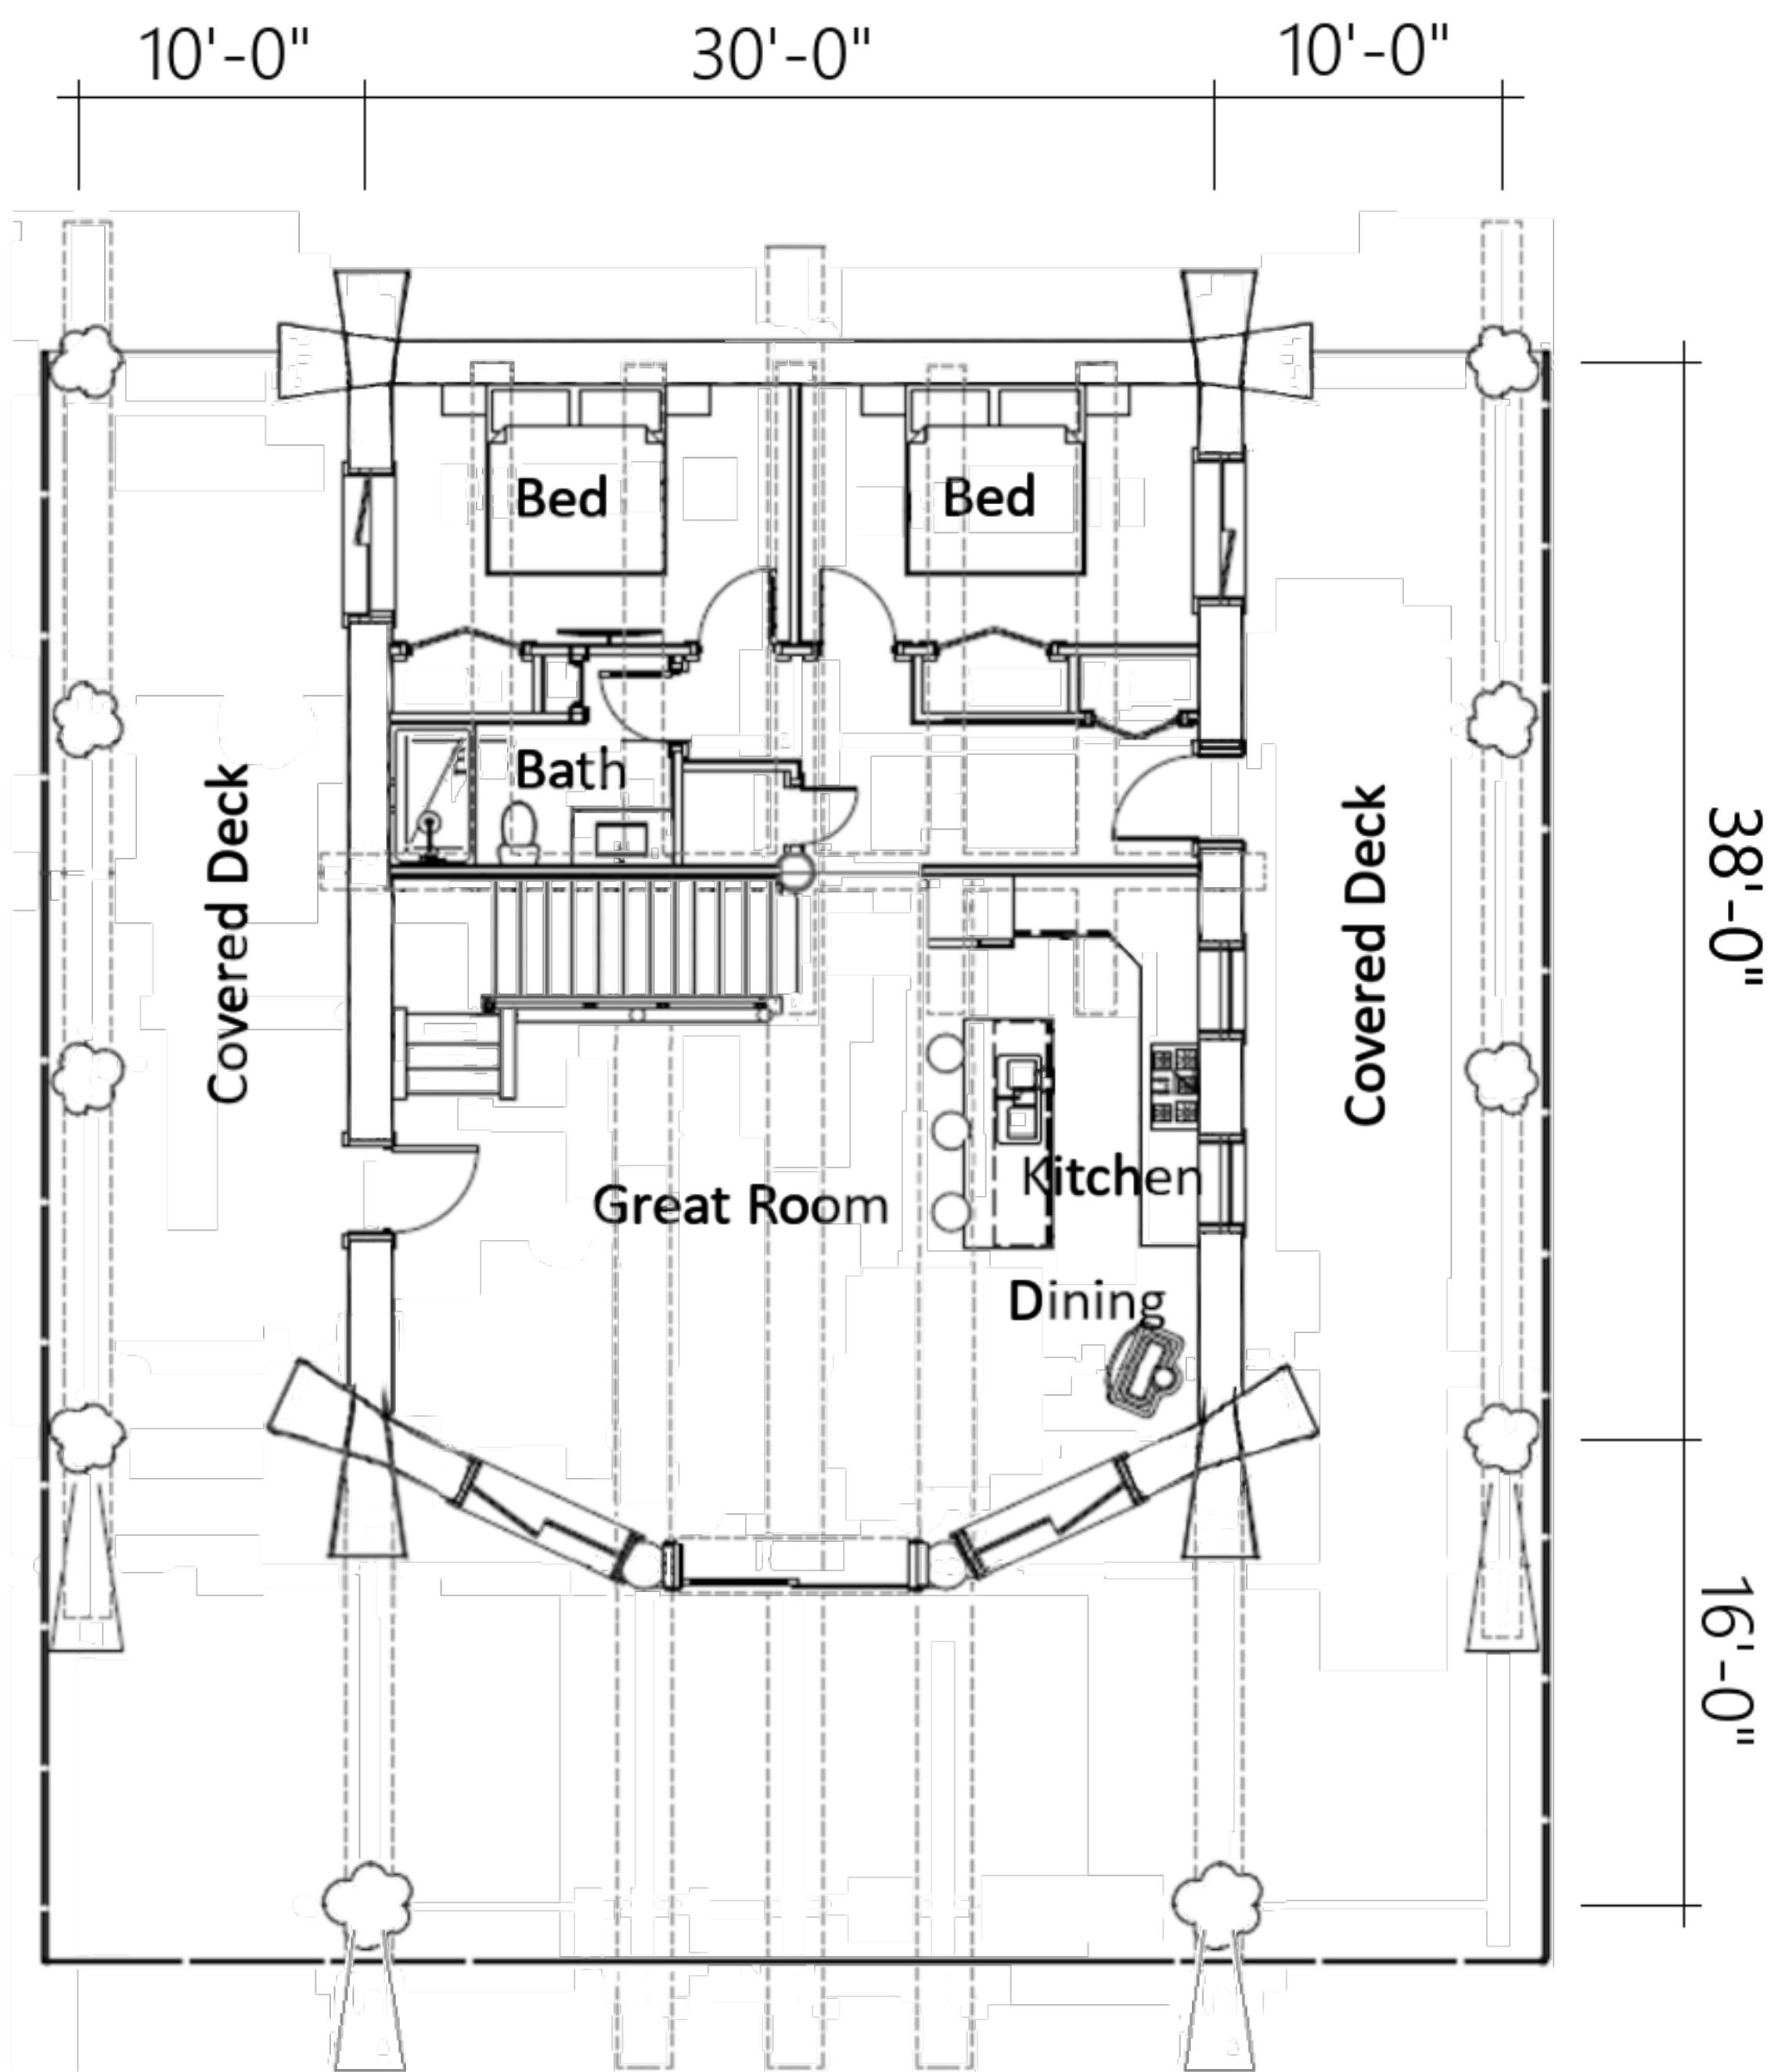 10'-0"
30'-0"
10'-0"
Bed
Bed
Bath
Covered Deck
Covered Deck
38'-0"
Great Room
Kitchen
Dining
16'-0"